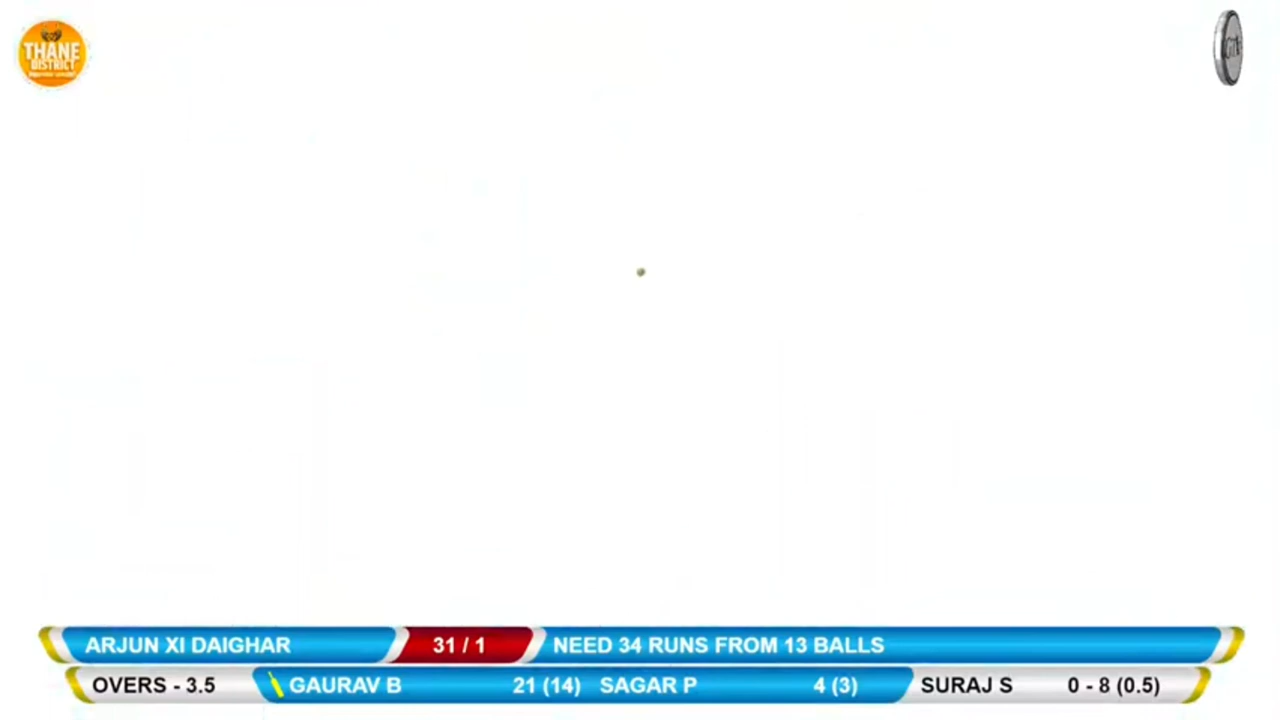 THANE
DISTRICT
ARJUN XI DAIGHAR 31 / 1 NEED 34 RUNS FROM 13 BALLS
OVERS - 3.5 GAURAV B 21 (14) SAGAR P 4 (3) SURAJ S 0 - 8 (0.5)